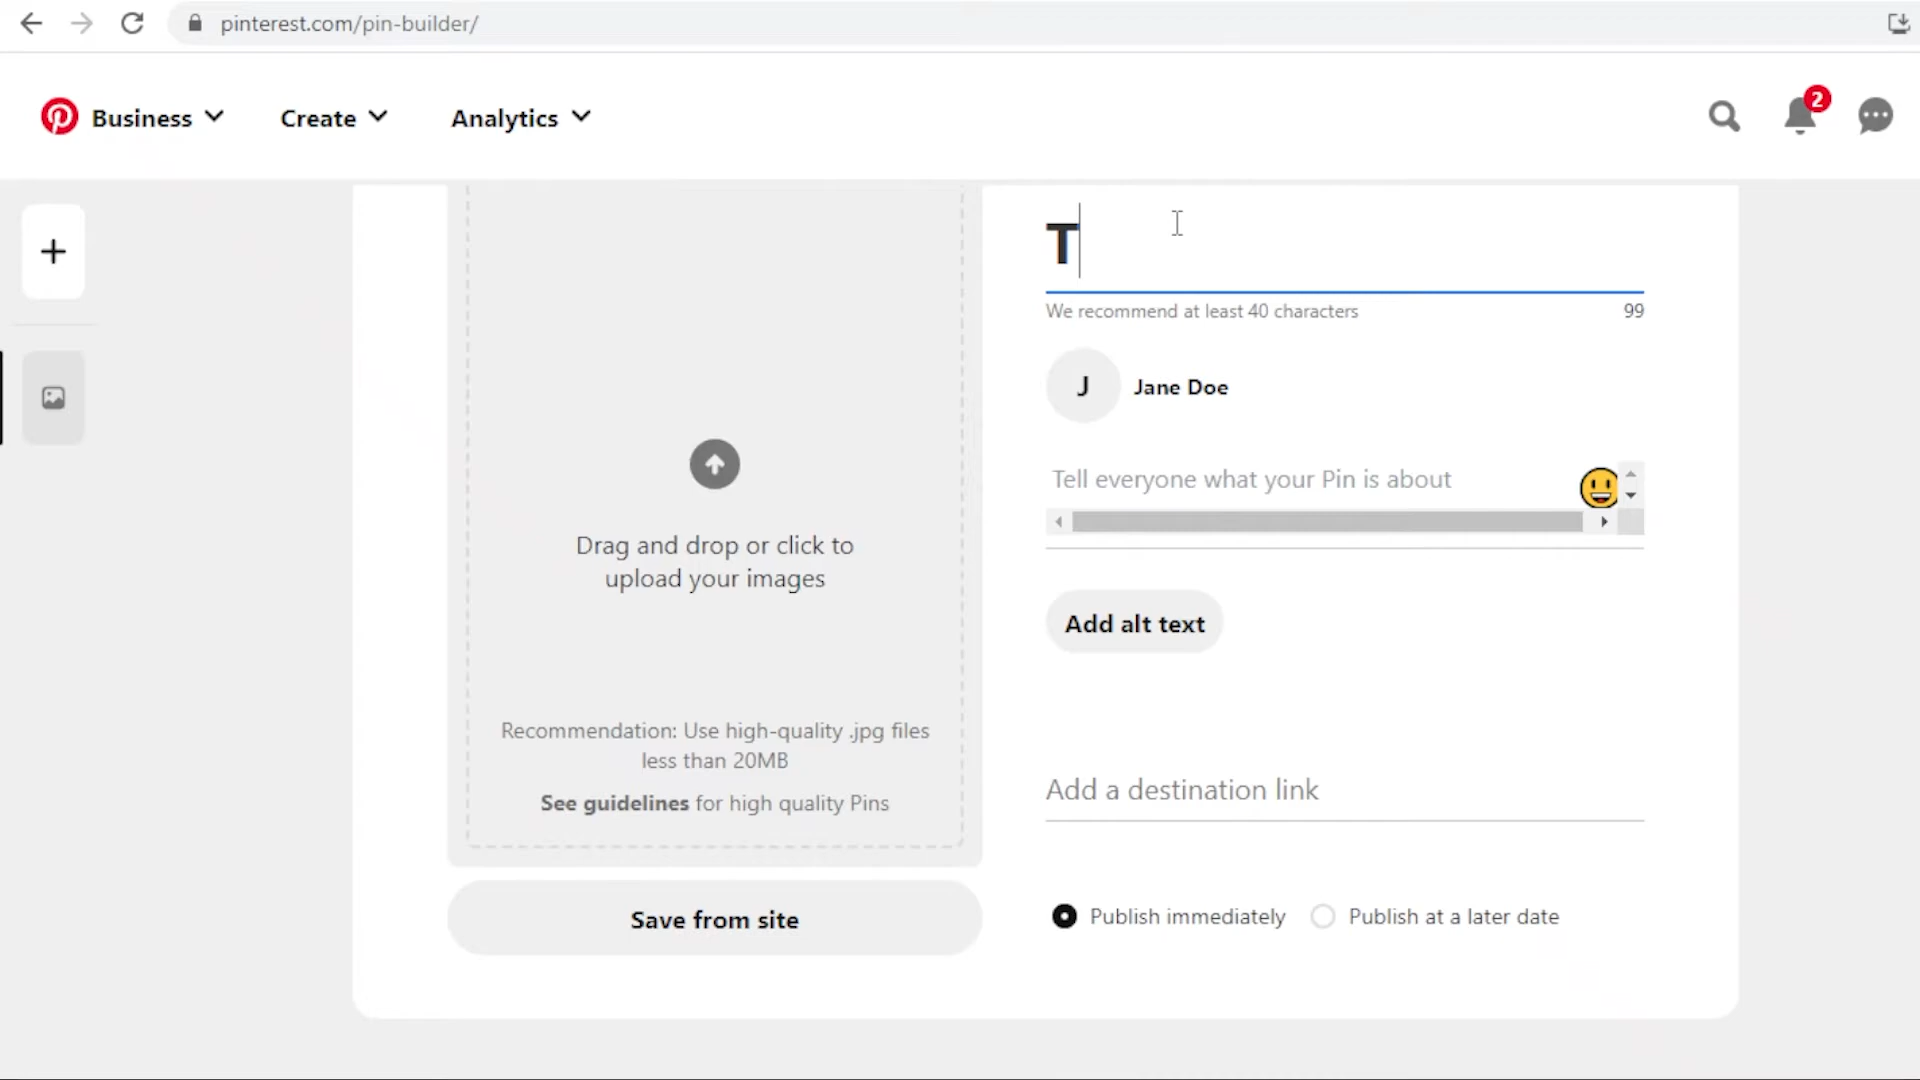 pinterest.com/pin-builder/
Business
Create
Analytics
2
T
We recommend at least 40 characters
99
J
Jane Doe
Tell everyone what your Pin is about
Drag and drop or click to
upload your images
Add alt text
Recommendation: Use high-quality .jpg files
less than 20MB
See guidelines for high quality Pins
Add a destination link
Save from site
Publish immediately
Publish at a later date